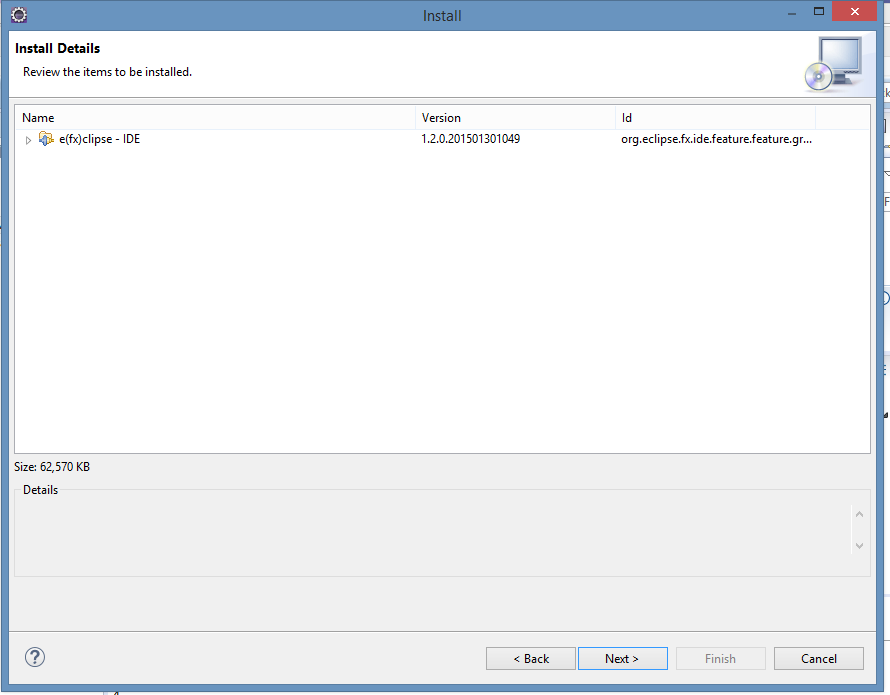 Install
Install Details
Review the items to be installed.
Name Version Id
e(fx)clipse - IDE 1.2.0.201501301049 org.eclipse.fx.ide.feature.feature.gr...
Size: 62,570 KB
Details
? < Back Next > Finish Cancel